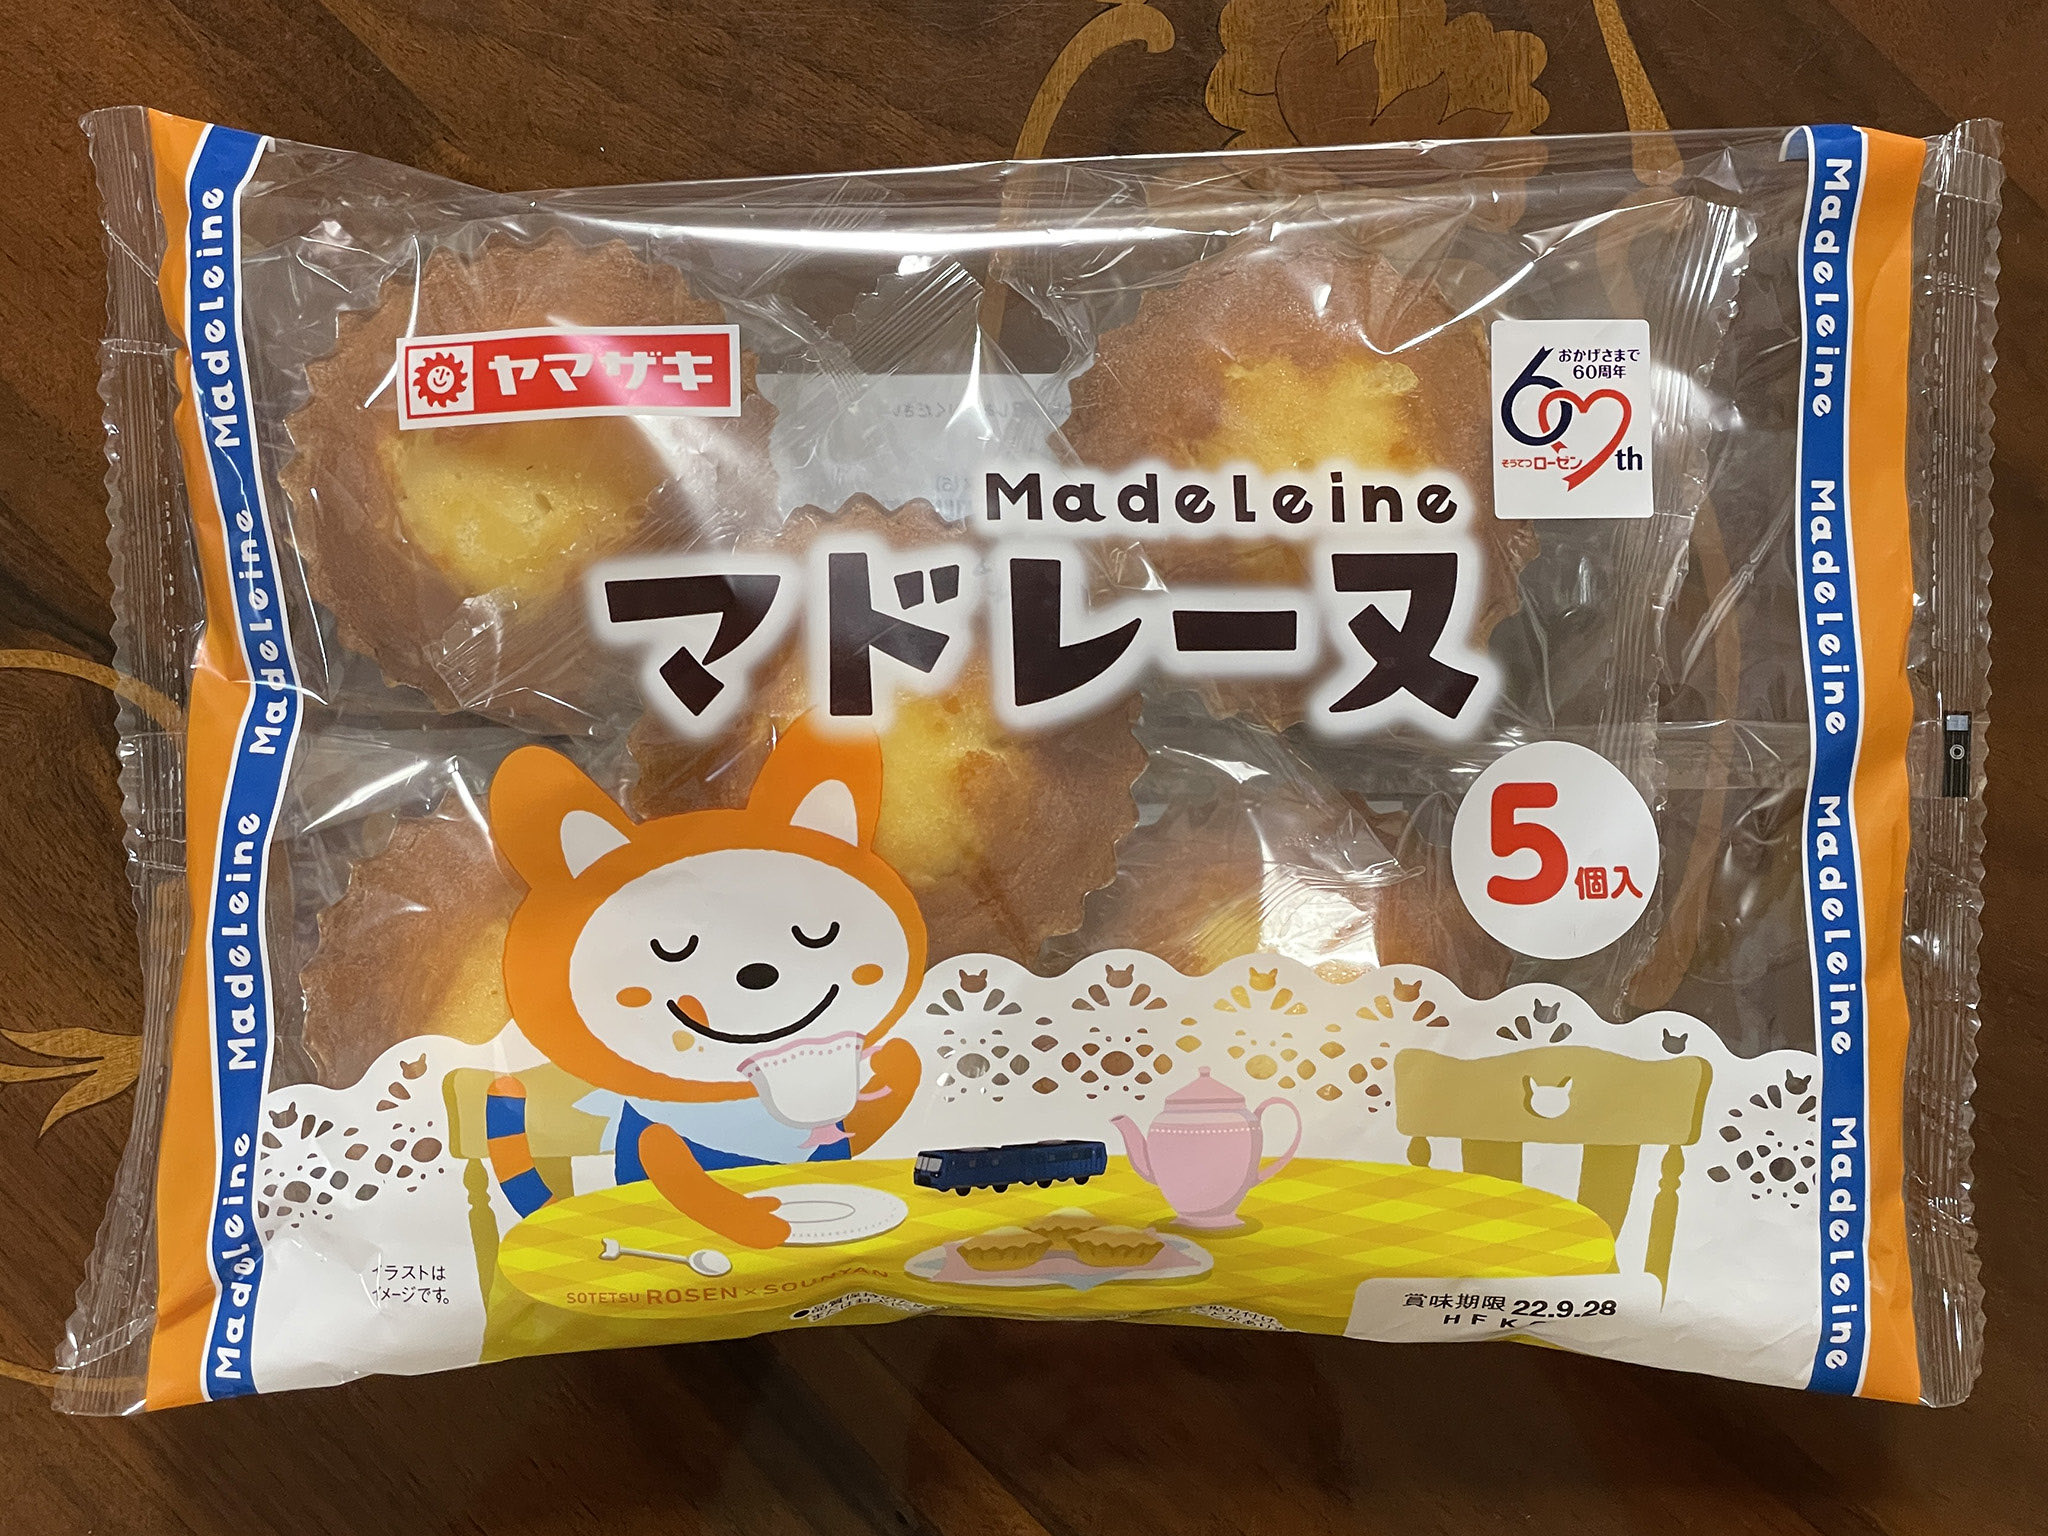 ヤマザキ
おかげさまで
60周年
60th
そうてつローゼン
Madeleine
マドレーヌ
5個入
イラストは
イメージです。
SOTETSU ROSEN × SOUNYAN
賞味期限 22.9.28
HFK
Madeleine Madeleine Madeleine Madeleine
Madeleine Madeleine Madeleine Madeleine